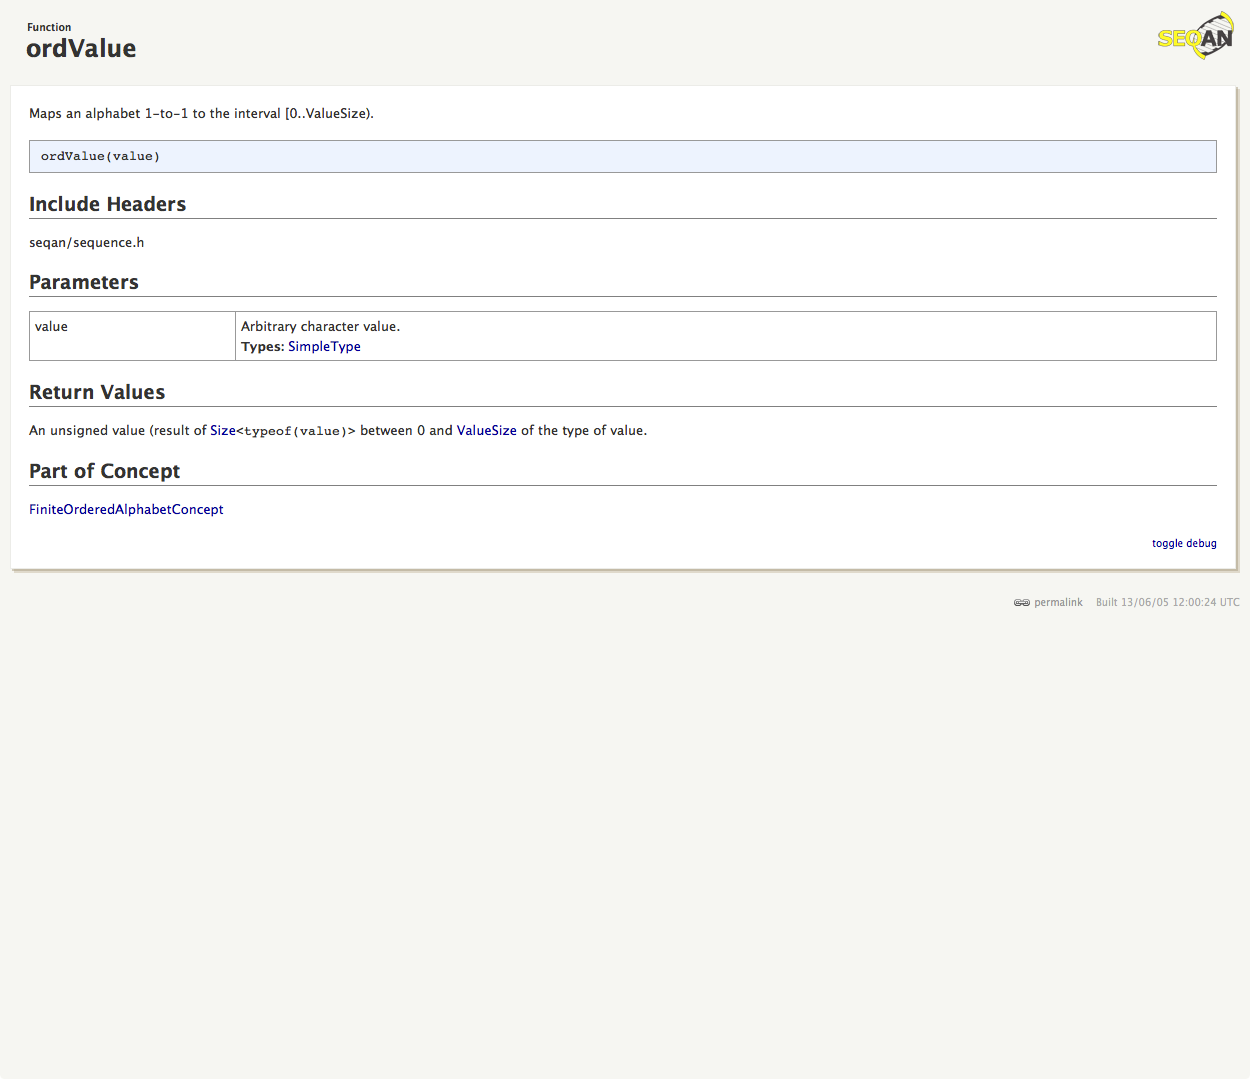 Function
ordValue
SEQAN
Maps an alphabet 1-to-1 to the interval [0..ValueSize).
ordValue(value)
Include Headers
seqan/sequence.h
Parameters
value
Arbitrary character value.
Types: SimpleType
Return Values
An unsigned value (result of Size<typeof(value)> between 0 and ValueSize of the type of value.
Part of Concept
FiniteOrderedAlphabetConcept
toggle debug
permalink Built 13/06/05 12:00:24 UTC